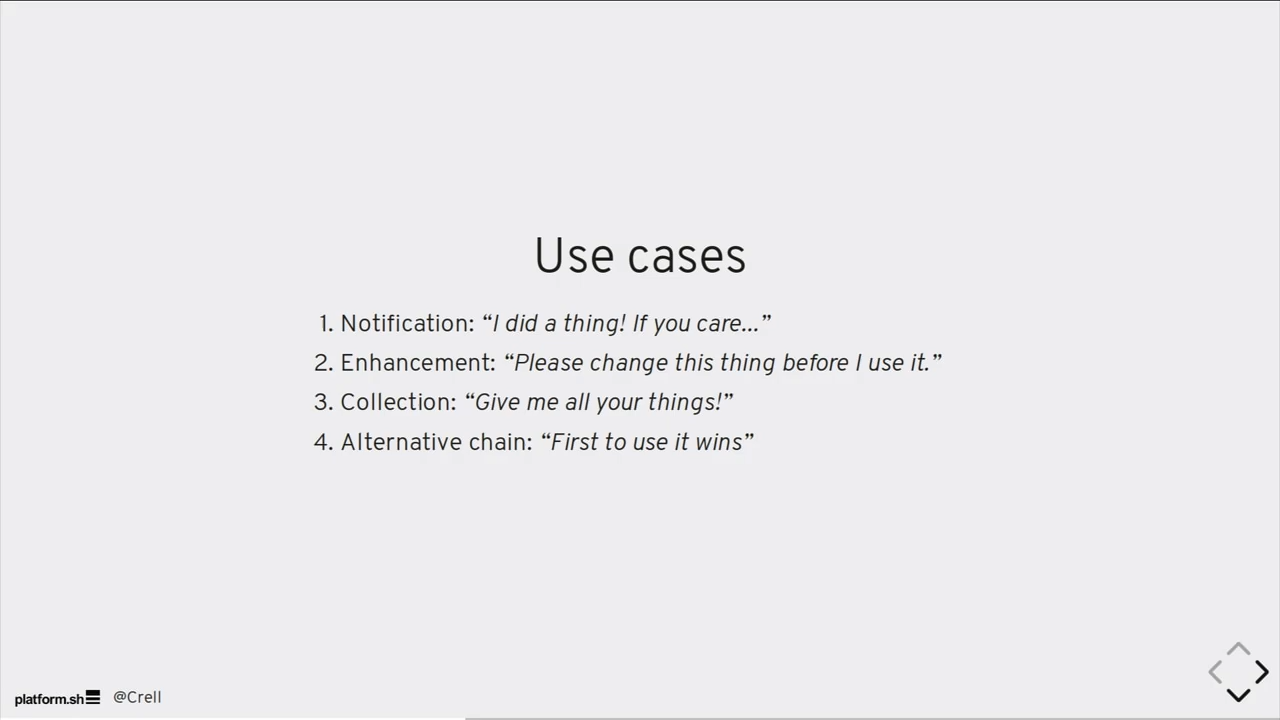 Use cases
1. Notification: “I did a thing! If you care...”
2. Enhancement: “Please change this thing before I use it.”
3. Collection: “Give me all your things!”
4. Alternative chain: “First to use it wins”
platform.sh @Crell